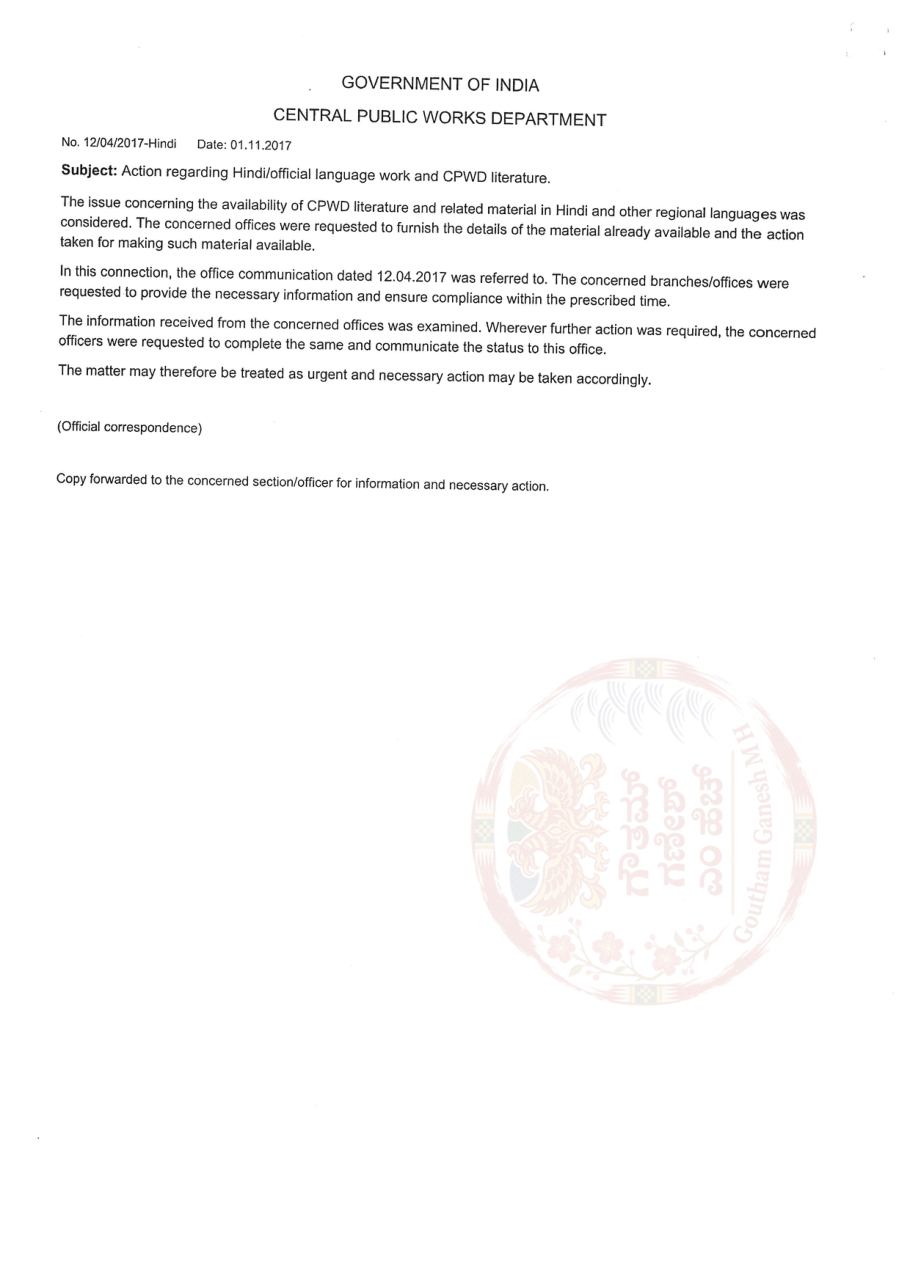 GOVERNMENT OF INDIA
CENTRAL PUBLIC WORKS DEPARTMENT
No. 12/04/2017-Hindi Date: 01.11.2017
Subject: Action regarding Hindi/official language work and CPWD literature.
The issue concerning the availability of CPWD literature and related material in Hindi and other regional languages was
considered. The concerned offices were requested to furnish the details of the material already available and the action
taken for making such material available.
In this connection, the office communication dated 12.04.2017 was referred to. The concerned branches/offices were
requested to provide the necessary information and ensure compliance within the prescribed time.
The information received from the concerned offices was examined. Wherever further action was required, the concerned
officers were requested to complete the same and communicate the status to this office.
The matter may therefore be treated as urgent and necessary action may be taken accordingly.
(Official correspondence)
Copy forwarded to the concerned section/officer for information and necessary action.
ಗೌತಮ್
ಗಣೇಶ್
ಎಂ ಹೆಚ್
Goutham Ganesh M H